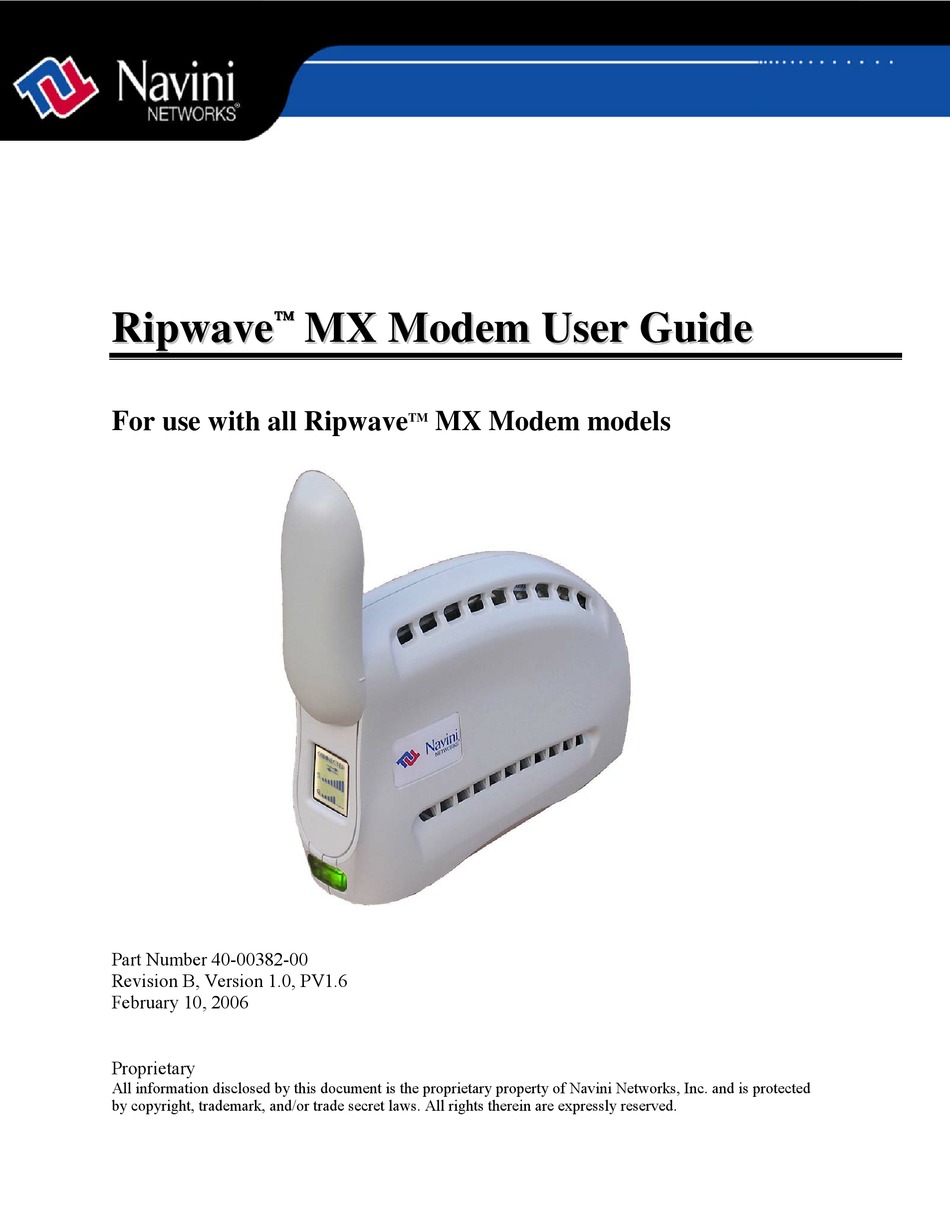 Navini
NETWORKS®
Ripwave™ MX Modem User Guide
For use with all Ripwave™ MX Modem models
CONNECTED
Navini
NETWORKS
Part Number 40-00382-00
Revision B, Version 1.0, PV1.6
February 10, 2006
Proprietary
All information disclosed by this document is the proprietary property of Navini Networks, Inc. and is protected
by copyright, trademark, and/or trade secret laws. All rights therein are expressly reserved.